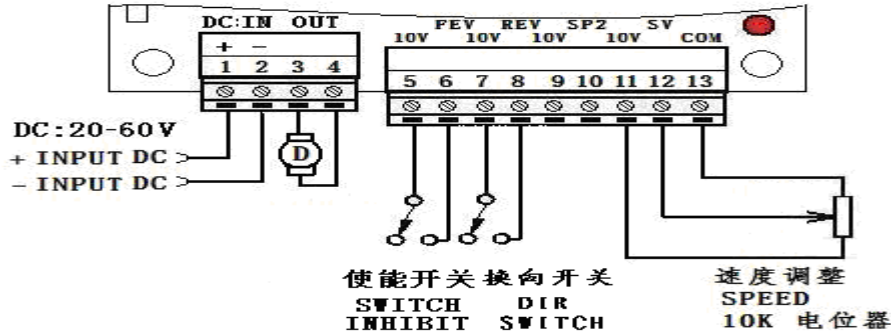 DC:IN OUT
FEV REV SP2 SV
10V 10V 10V 10V COM
+ −
1 2 3 4
5 6 7 8 9 10 11 12 13
DC:20-60V
+ INPUT DC
− INPUT DC
D
使能开关 换向开关
SWITCH DIR
INHIBIT SWITCH
速度调整
SPEED
10K 电位器